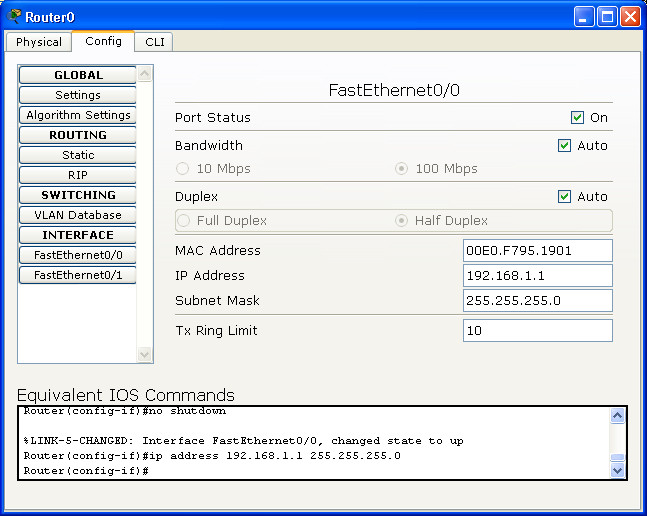 Router0
Physical Config CLI
GLOBAL
Settings
Algorithm Settings
ROUTING
Static
RIP
SWITCHING
VLAN Database
INTERFACE
FastEthernet0/0
FastEthernet0/1
FastEthernet0/0
Port Status On
Bandwidth Auto
10 Mbps 100 Mbps
Duplex Auto
Full Duplex Half Duplex
MAC Address 00E0.F795.1901
IP Address 192.168.1.1
Subnet Mask 255.255.255.0
Tx Ring Limit 10
Equivalent IOS Commands
Router(config-if)#no shutdown
%LINK-5-CHANGED: Interface FastEthernet0/0, changed state to up
Router(config-if)#ip address 192.168.1.1 255.255.255.0
Router(config-if)#